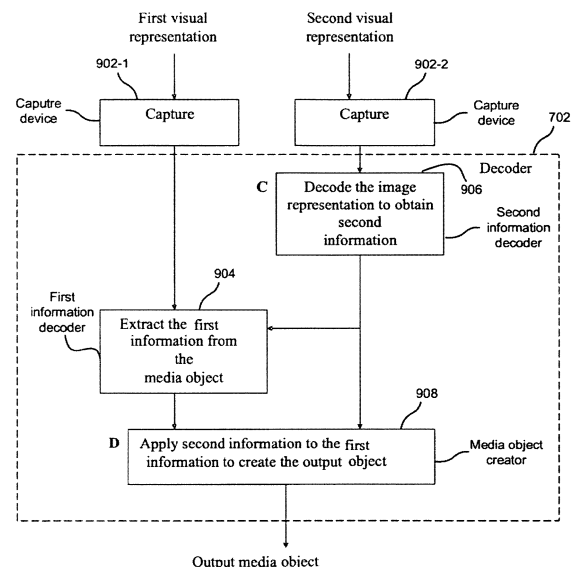 First visual
representation
Second visual
representation
902-1
902-2
Caputre
device
Capture
Capture
Capture
device
702
Decoder
906
C
Decode the image
representation to obtain
second
information
Second
information
decoder
904
First
information
decoder
Extract the first
information from
the
media object
908
D
Apply second information to the first
information to create the output object
Media object
creator
Output media object